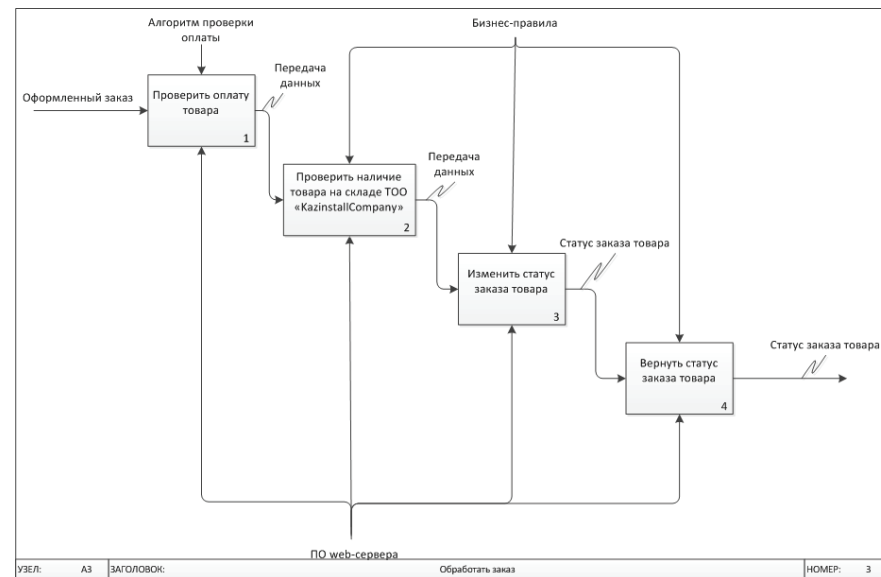 Алгоритм проверки
оплаты
Бизнес-правила
Оформленный заказ
Проверить оплату
товара
1
Передача
данных
Проверить наличие
товара на складе ТОО
«KazinstallCompany»
2
Передача
данных
Изменить статус
заказа товара
3
Статус заказа товара
Вернуть статус
заказа товара
4
Статус заказа товара
ПО web-сервера
УЗЕЛ: А3 ЗАГОЛОВОК: Обработать заказ НОМЕР: 3